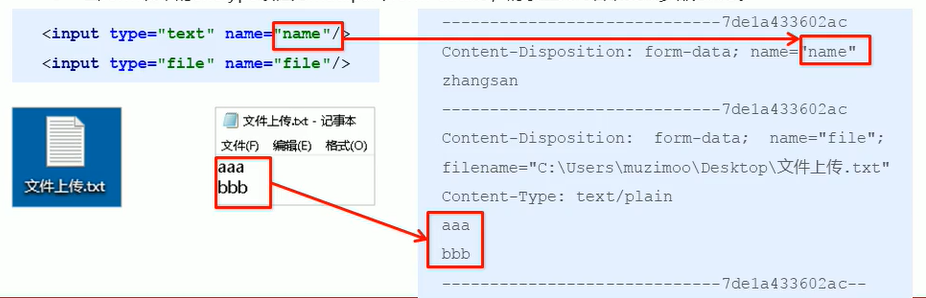 <input type="text" name="name"/>
<input type="file" name="file"/>
文件上传.txt
文件上传.txt - 记事本
文件(F) 编辑(E) 格式(O)
aaa
bbb
-----------------------------7de1a433602ac
Content-Disposition: form-data; name="name"
zhangsan
-----------------------------7de1a433602ac
Content-Disposition: form-data; name="file";
filename="C:\Users\muzimoo\Desktop\文件上传.txt"
Content-Type: text/plain
aaa
bbb
-----------------------------7de1a433602ac--